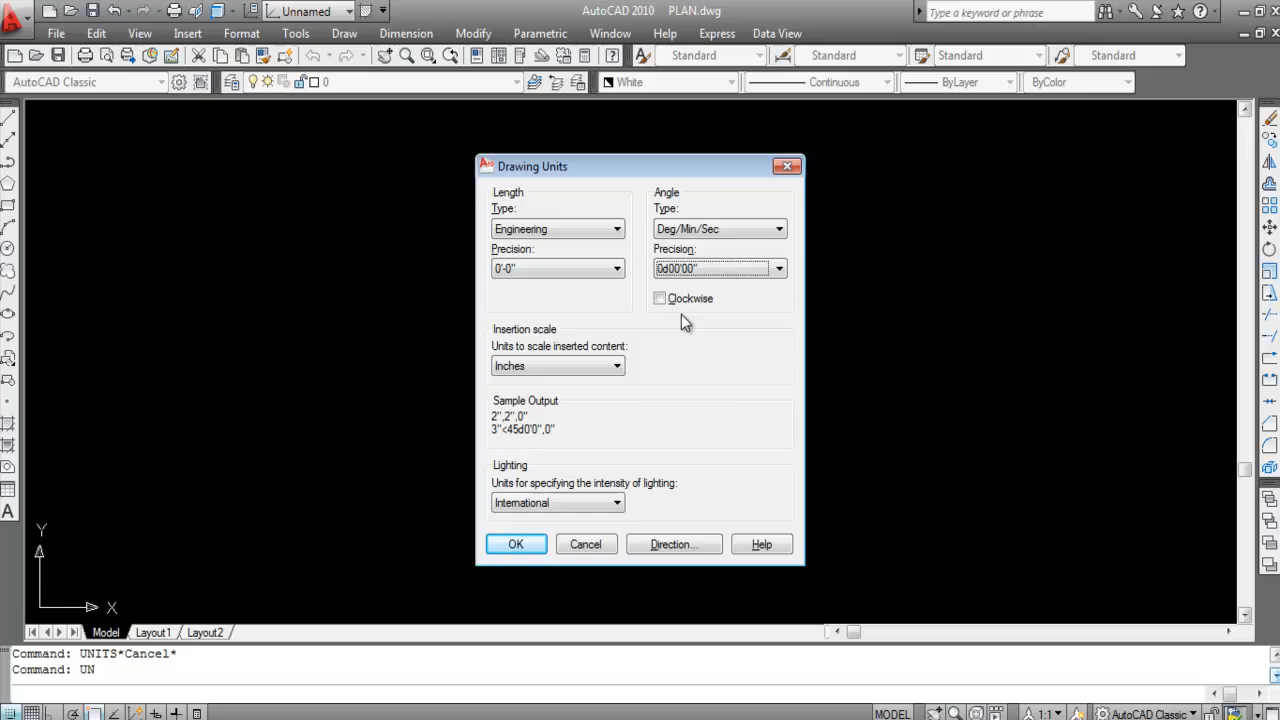 AutoCAD 2010 PLAN.dwg
Unnamed
Type a keyword or phrase
File Edit View Insert Format Tools Draw Dimension Modify Parametric Window Help Express Data View
Standard Standard Standard Standard
AutoCAD Classic 0 White Continuous ByLayer ByColor
Drawing Units
Length
Type:
Engineering
Precision:
0'-0"
Angle
Type:
Deg/Min/Sec
Precision:
0d00'00"
Clockwise
Insertion scale
Units to scale inserted content:
Inches
Sample Output
2",2",0"
3"<45d0'0",0"
Lighting
Units for specifying the intensity of lighting:
International
OK Cancel Direction... Help
Y
X
Model Layout1 Layout2
Command: UNITS*Cancel*
Command: UN
MODEL 1:1 AutoCAD Classic